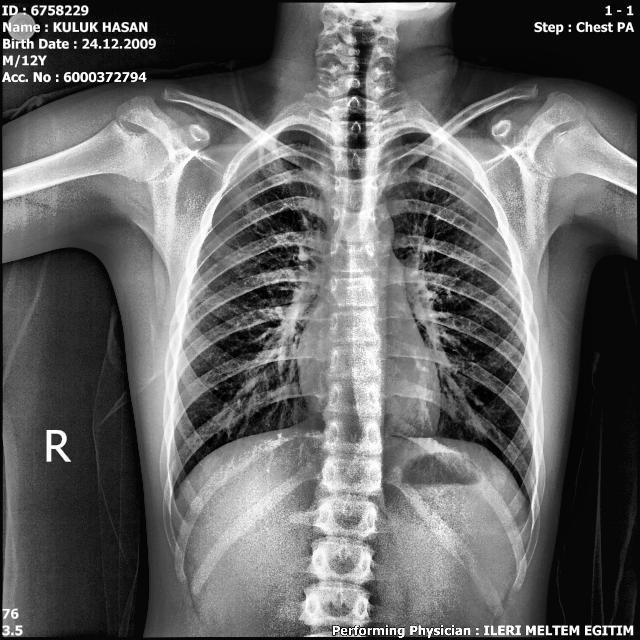 ID : 6758229
Name : KULUK HASAN
Birth Date : 24.12.2009
M/12Y
Acc. No : 6000372794
1 - 1
Step : Chest PA
R
76
3.5
Performing Physician : ILERI MELTEM EGITIM